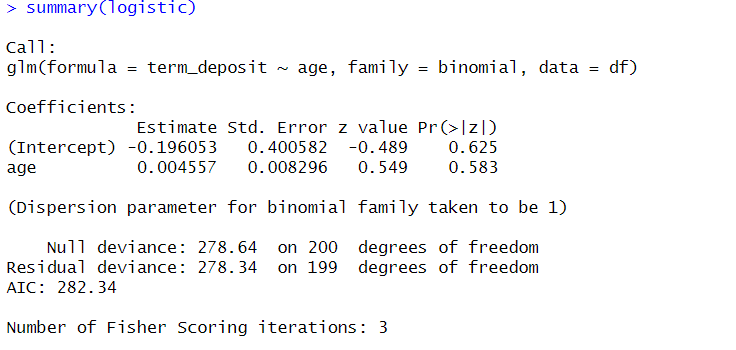 > summary(logistic)

Call:
glm(formula = term_deposit ~ age, family = binomial, data = df)

Coefficients:
             Estimate Std. Error z value Pr(>|z|)
(Intercept) -0.196053   0.400582  -0.489    0.625
age          0.004557   0.008296   0.549    0.583

(Dispersion parameter for binomial family taken to be 1)

    Null deviance: 278.64  on 200  degrees of freedom
Residual deviance: 278.34  on 199  degrees of freedom
AIC: 282.34

Number of Fisher Scoring iterations: 3